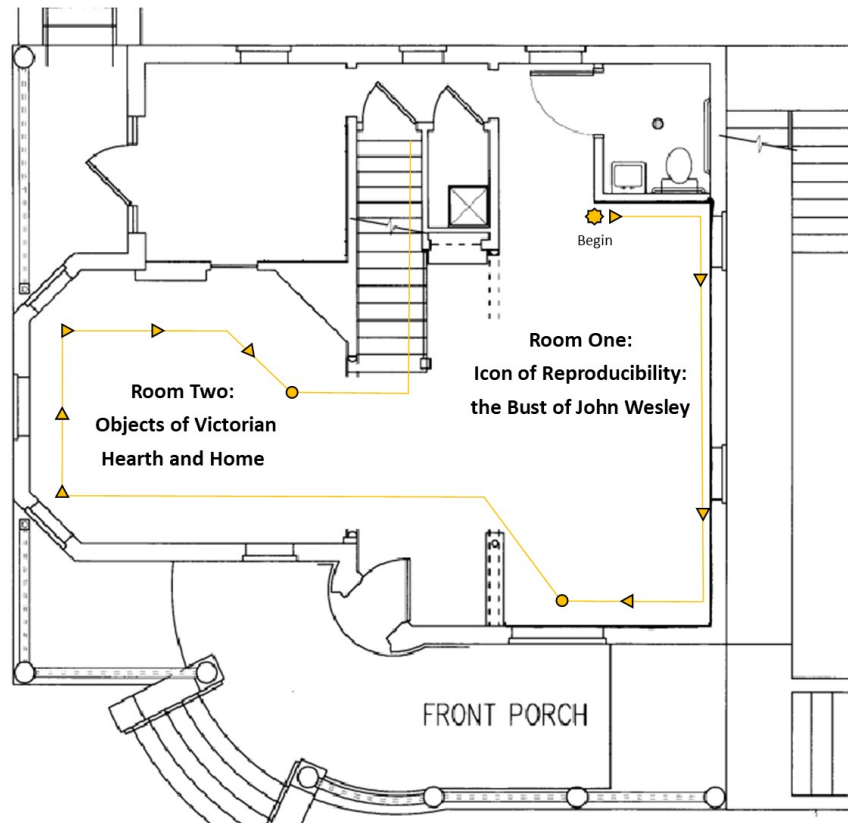 Begin
Room One:
Icon of Reproducibility:
the Bust of John Wesley
Room Two:
Objects of Victorian
Hearth and Home
FRONT PORCH